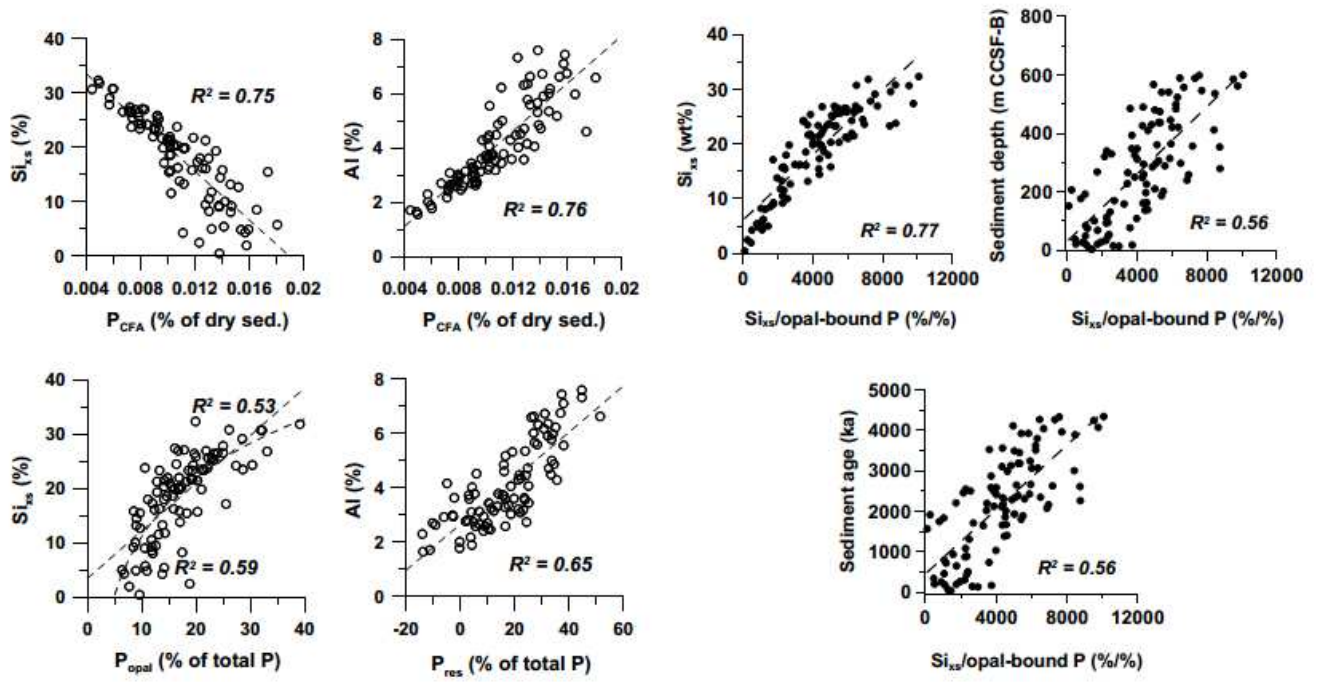 40
30
20
10
0
Si_xs (%)
R² = 0.75
0.004 0.008 0.012 0.016 0.02
P_CFA (% of dry sed.)
8
6
4
2
0
Al (%)
R² = 0.76
0.004 0.008 0.012 0.016 0.02
P_CFA (% of dry sed.)
40
30
20
10
0
Si_xs (wt%)
R² = 0.77
0 4000 8000 12000
Si_xs/opal-bound P (%/%)
800
600
400
200
0
Sediment depth (m CCSF-B)
R² = 0.56
0 4000 8000 12000
Si_xs/opal-bound P (%/%)
40
30
20
10
0
Si_xs (%)
R² = 0.53
R² = 0.59
0 10 20 30 40
P_opal (% of total P)
8
6
4
2
0
Al (%)
R² = 0.65
-20 0 20 40 60
P_res (% of total P)
5000
4000
3000
2000
1000
0
Sediment age (ka)
R² = 0.56
0 4000 8000 12000
Si_xs/opal-bound P (%/%)